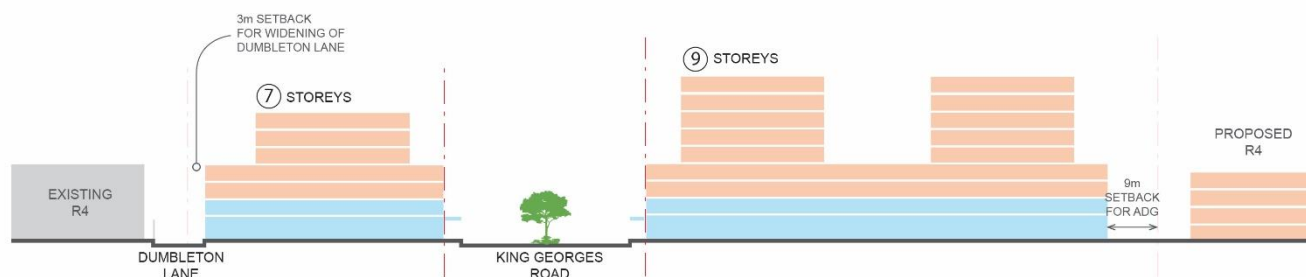 3m SETBACK
FOR WIDENING OF
DUMBLETON LANE
7 STOREYS
9 STOREYS
EXISTING
R4
PROPOSED
R4
9m
SETBACK
FOR ADG
DUMBLETON
LANE
KING GEORGES
ROAD